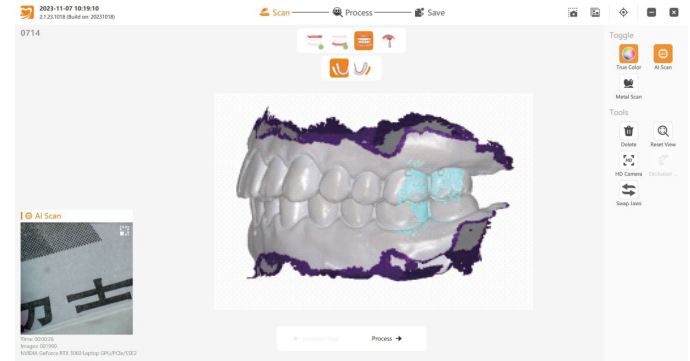 2023-11-07 10:19:10
2.1.23.1018 (Build on: 20231018)
Scan
Process
Save
0714
Toggle
True Color
AI Scan
Metal Scan
Tools
Delete
Reset View
HD Camera
Occlusion ...
Swap Jaws
AI Scan
Time: 00:00:26
NVIDIA GeForce RTX 3060 Laptop GPU/PCIe/SSE2
Process